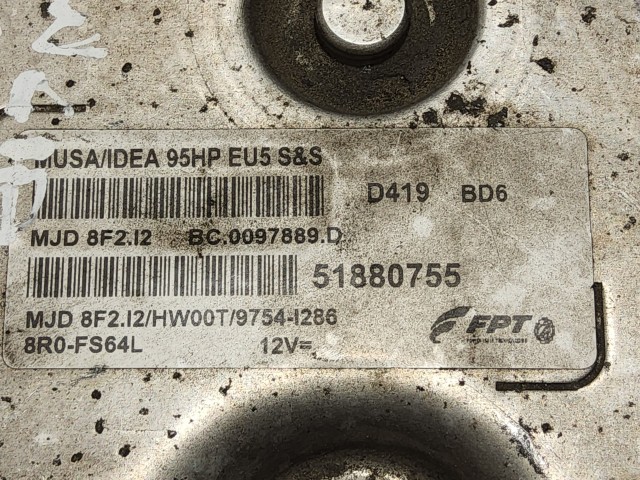 MUSA/IDEA 95HP EU5 S&S
D419 BD6
MJD 8F2.I2 BC.0097889.D
51880755
MJD 8F2.I2/HW00T/9754-I286
8R0-FS64L 12V=
FPT